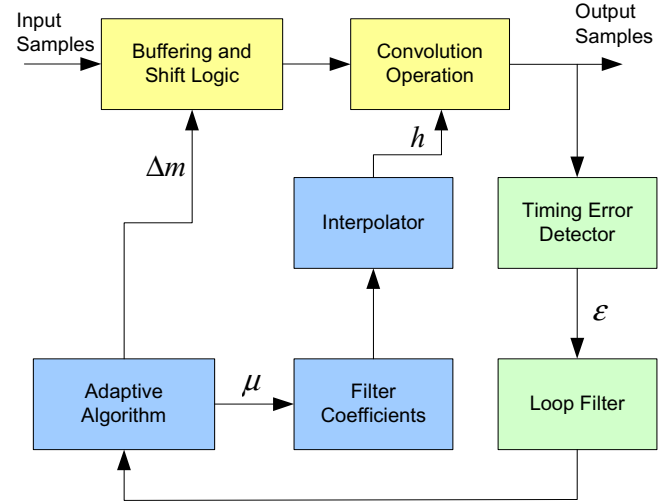 Input
Samples
Buffering and
Shift Logic
Convolution
Operation
Output
Samples
Δm
h
Interpolator
Timing Error
Detector
ε
Adaptive
Algorithm
μ
Filter
Coefficients
Loop Filter